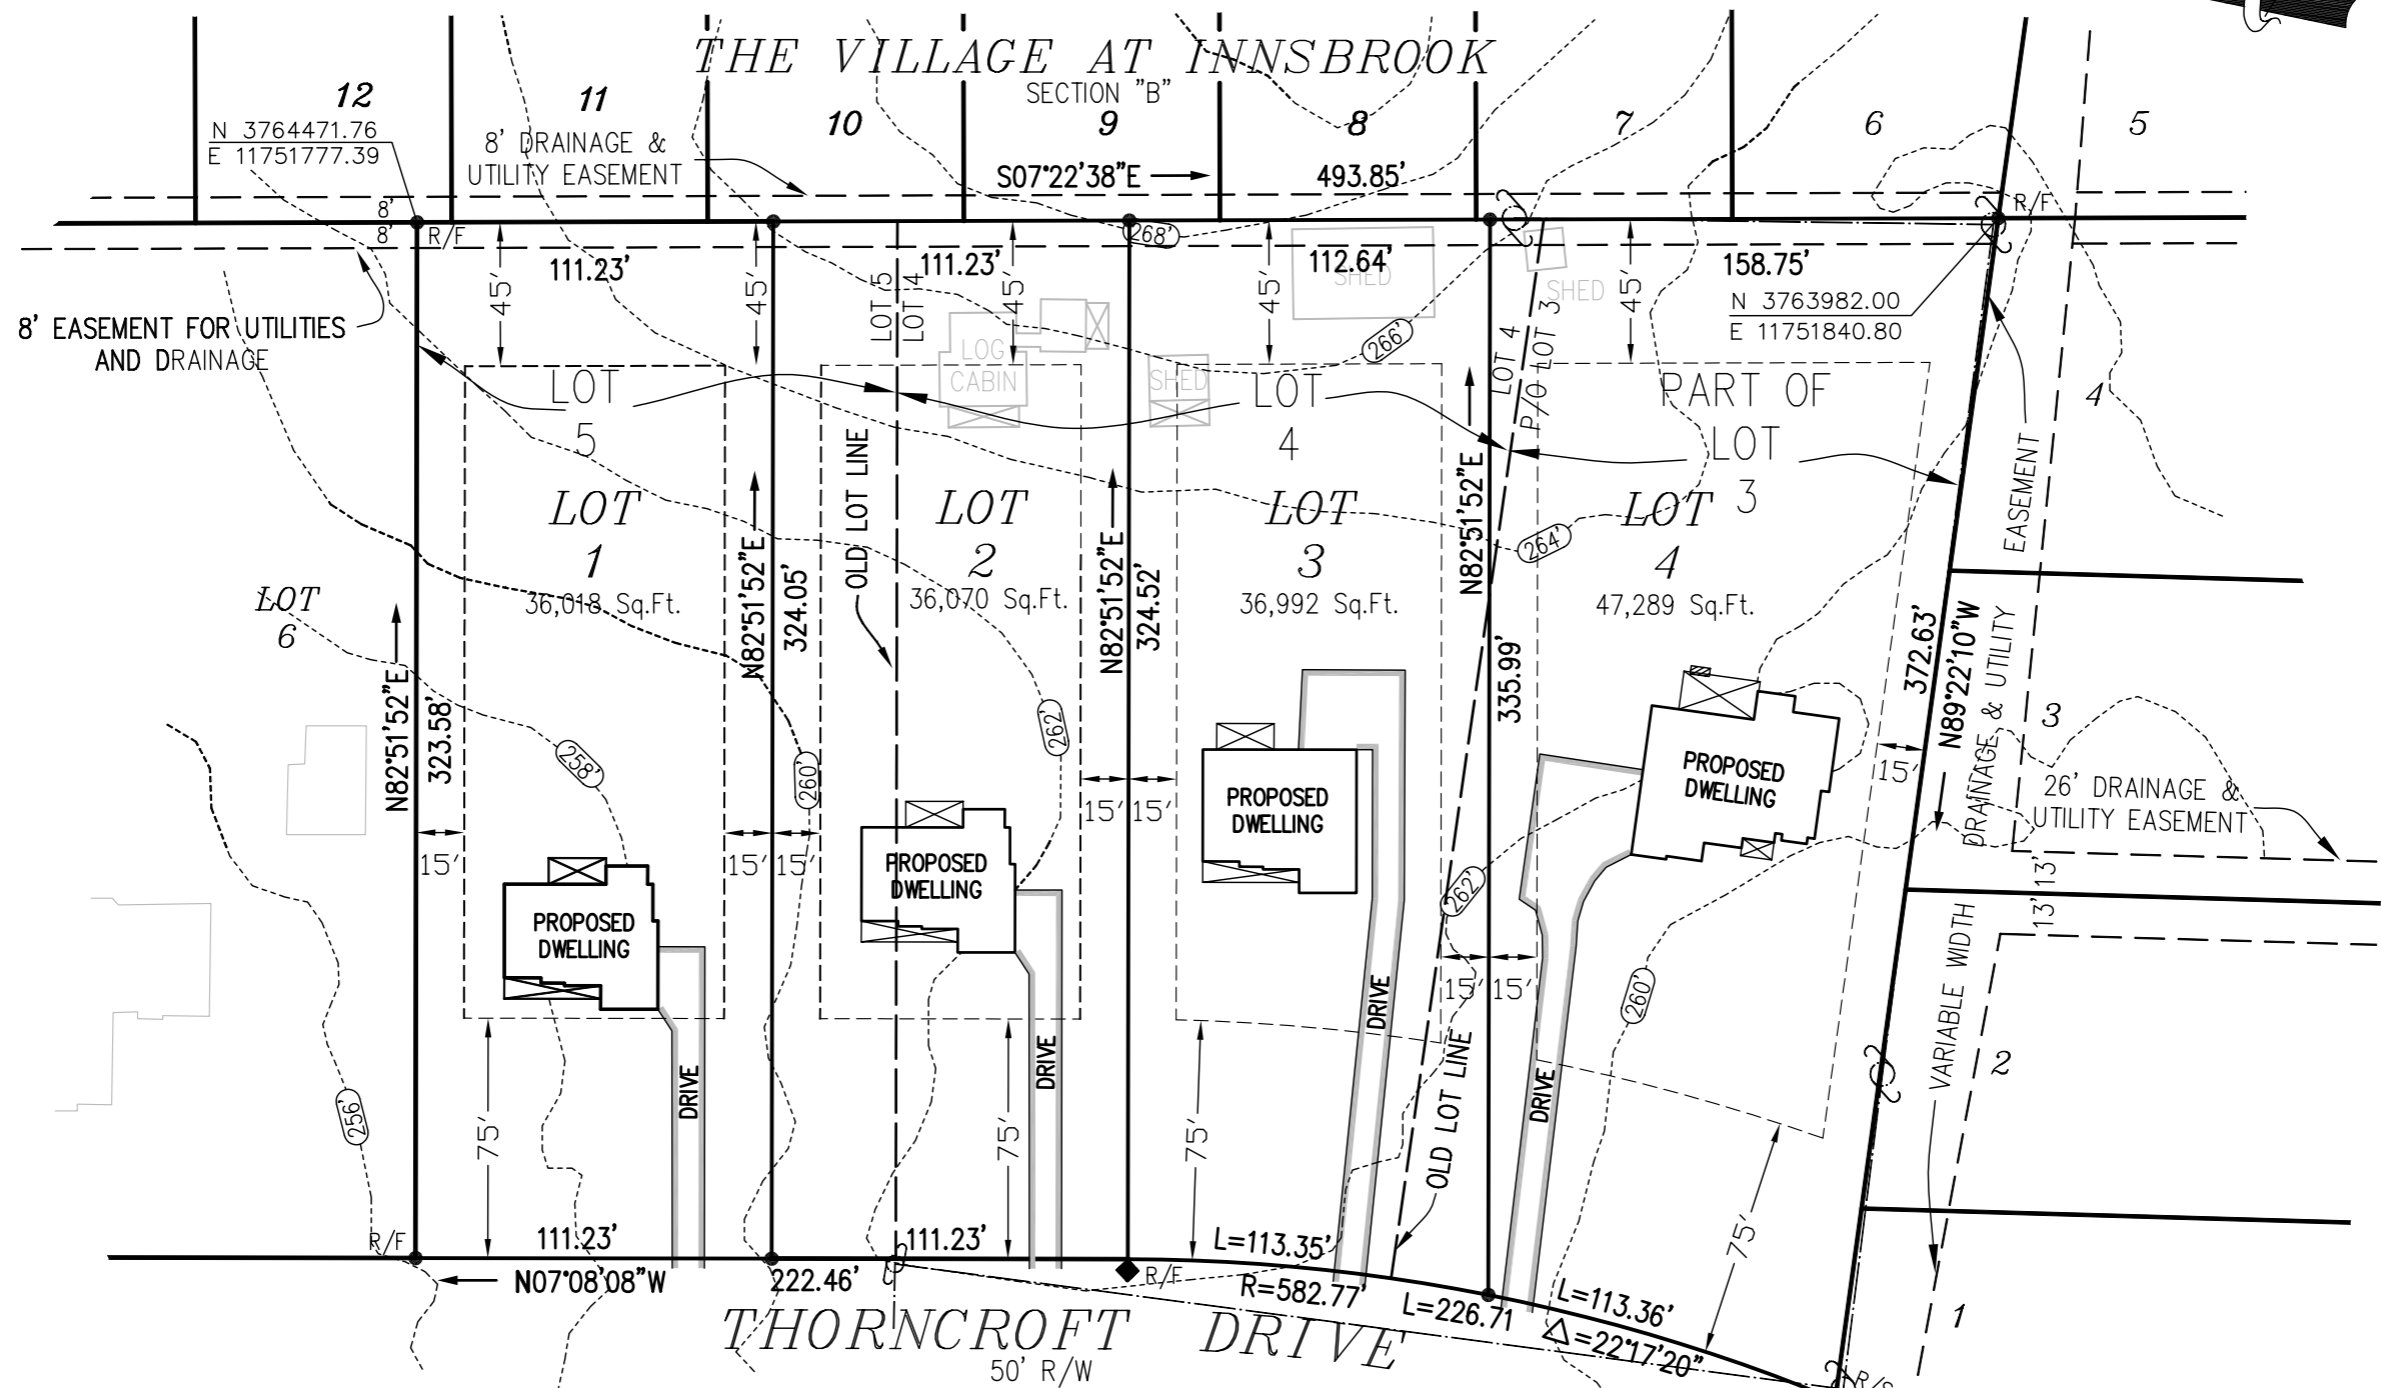 THE VILLAGE AT INNSBROOK
SECTION "B"
12
11
10
9
8
7
6
5
N 3764471.76
E 11751777.39
8' DRAINAGE &
UTILITY EASEMENT
S07°22'38"E
493.85'
8'
8'
R/F
R/F
268'
111.23'
111.23'
112.64'
158.75'
45'
45'
45'
45'
45'
LOT 5
LOT 4
SHED
SHED
N 3763982.00
E 11751840.80
8' EASEMENT FOR UTILITIES
AND DRAINAGE
LOG
CABIN
SHED
266'
LOT 4
P/O LOT 3
LOT
5
LOT
4
PART OF
LOT
3
4
OLD LOT LINE
EASEMENT
LOT
1
36,018 Sq.Ft.
LOT
2
36,070 Sq.Ft.
LOT
3
36,992 Sq.Ft.
LOT
4
47,289 Sq.Ft.
264'
LOT
6
N82°51'52"E
323.58'
N82°51'52"E
324.05'
N82°51'52"E
324.52'
N82°51'52"E
335.99'
372.63'
N89°22'10"W
DRAINAGE & UTILITY
3
258'
260'
262'
PROPOSED
DWELLING
PROPOSED
DWELLING
PROPOSED
DWELLING
PROPOSED
DWELLING
15'
15'
15'
15'
15'
15'
15'
15'
26' DRAINAGE &
UTILITY EASEMENT
13'
13'
262'
260'
VARIABLE WIDTH
2
256'
75'
75'
75'
75'
DRIVE
DRIVE
DRIVE
DRIVE
OLD LOT LINE
R/F
111.23'
111.23'
L=113.35'
N07°08'08"W
222.46'
R/F
R=582.77'
L=226.71
L=113.36'
△=22°17'20"
1
THORNCROFT DRIVE
50' R/W
R/S